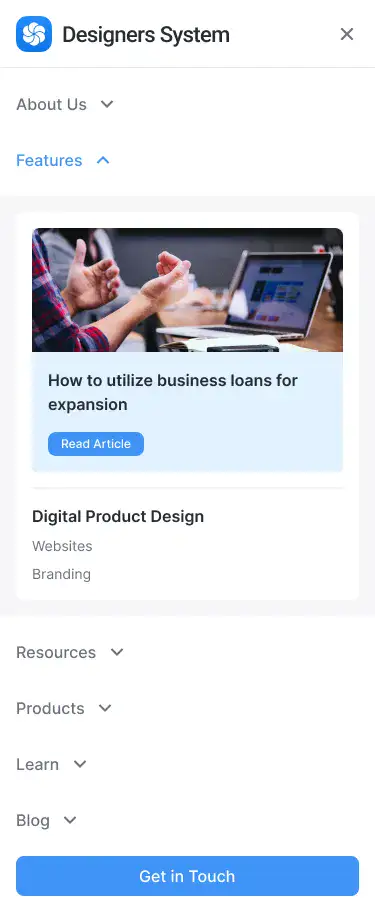 Designers System
About Us
Features
How to utilize business loans for
expansion
Read Article
Digital Product Design
Websites
Branding
Resources
Products
Learn
Blog
Get in Touch